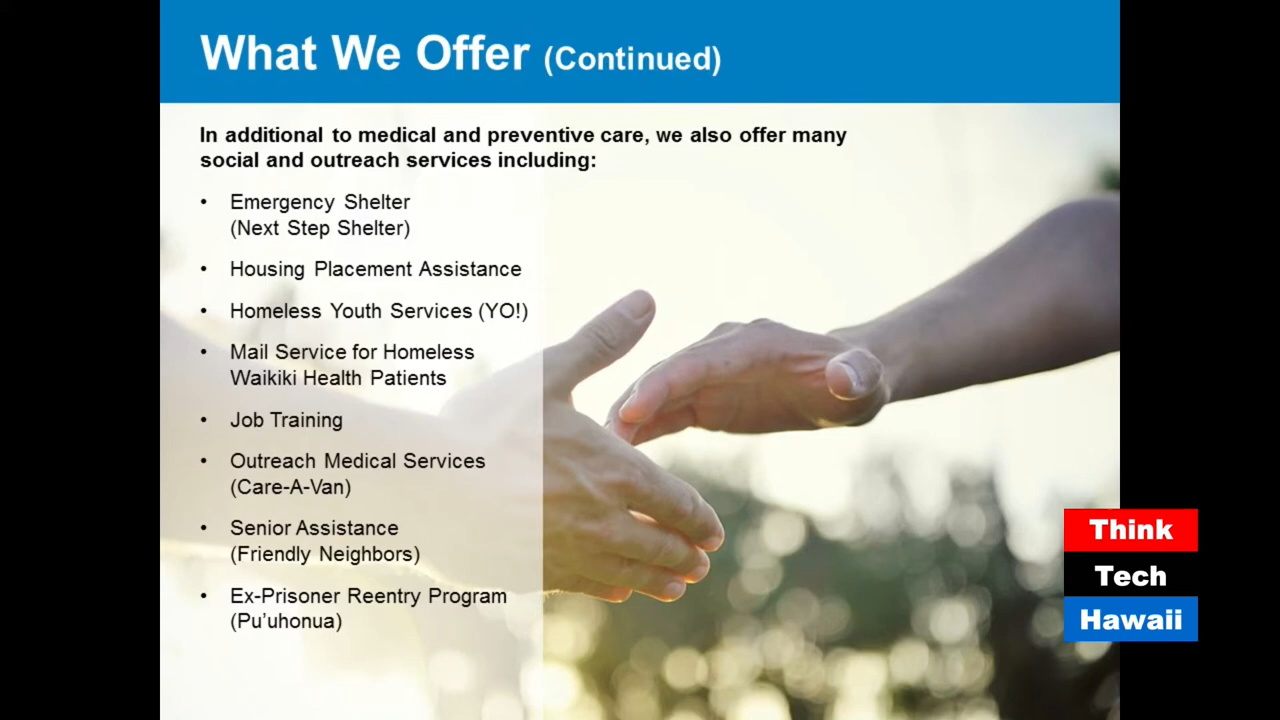 What We Offer (Continued)
In additional to medical and preventive care, we also offer many
social and outreach services including:
• Emergency Shelter
(Next Step Shelter)
• Housing Placement Assistance
• Homeless Youth Services (YO!)
• Mail Service for Homeless
Waikiki Health Patients
• Job Training
• Outreach Medical Services
(Care-A-Van)
• Senior Assistance
(Friendly Neighbors)
• Ex-Prisoner Reentry Program
(Pu’uhonua)
Think
Tech
Hawaii